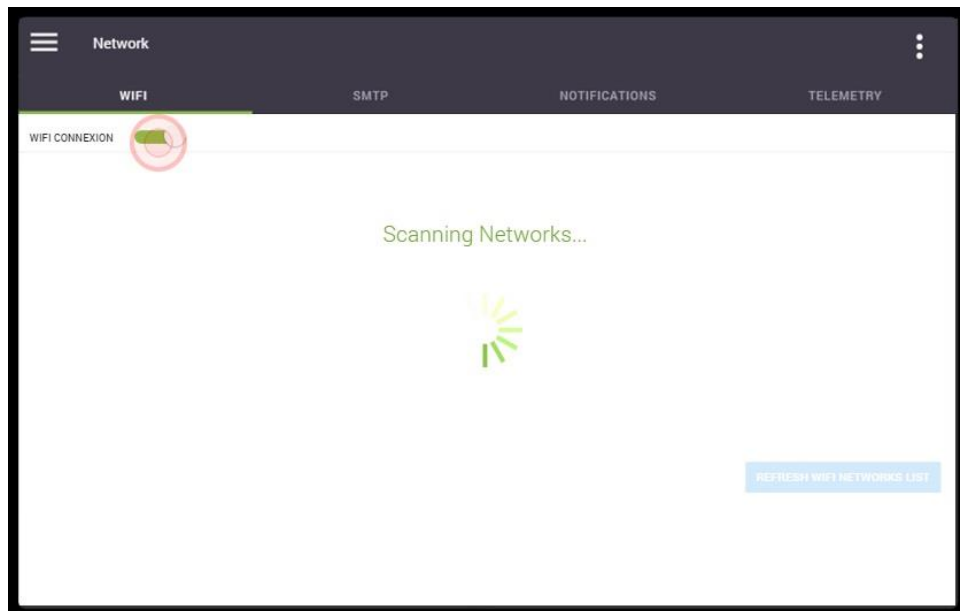 Network
WIFI SMTP NOTIFICATIONS TELEMETRY
WIFI CONNEXION
Scanning Networks...
REFRESH WIFI NETWORKS LIST